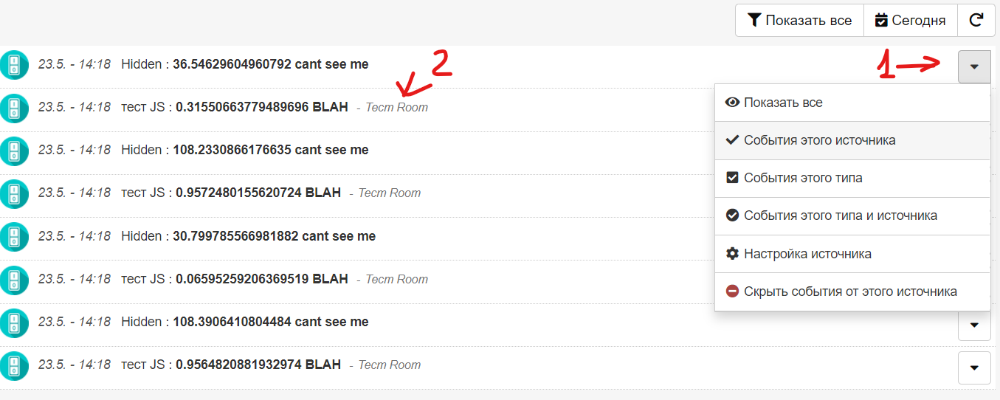 Показать все Сегодня
23.5. - 14:18 Hidden : 36.54629604960792 cant see me 1
2
23.5. - 14:18 тест JS : 0.31550663779489696 BLAH - Тест Room
23.5. - 14:18 Hidden : 108.2330866176635 cant see me
23.5. - 14:18 тест JS : 0.9572480155620724 BLAH - Тест Room
23.5. - 14:18 Hidden : 30.799785566981882 cant see me
23.5. - 14:18 тест JS : 0.06595259206369519 BLAH - Тест Room
23.5. - 14:18 Hidden : 108.3906410804484 cant see me
23.5. - 14:18 тест JS : 0.9564820881932974 BLAH - Тест Room
Показать все
События этого источника
События этого типа
События этого типа и источника
Настройка источника
Скрыть события от этого источника